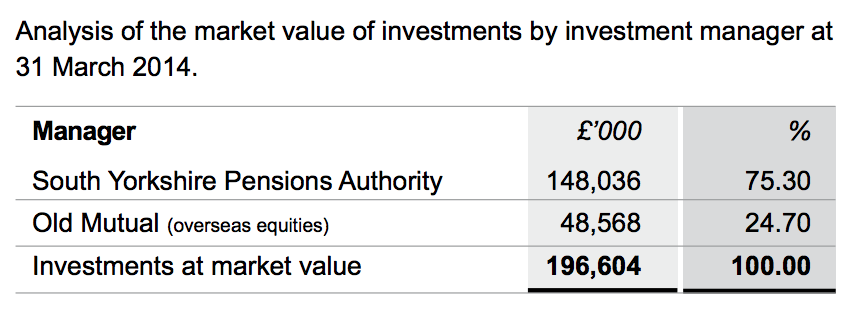 Analysis of the market value of investments by investment manager at
31 March 2014.
Manager £’000 %
South Yorkshire Pensions Authority 148,036 75.30
Old Mutual (overseas equities) 48,568 24.70
Investments at market value 196,604 100.00